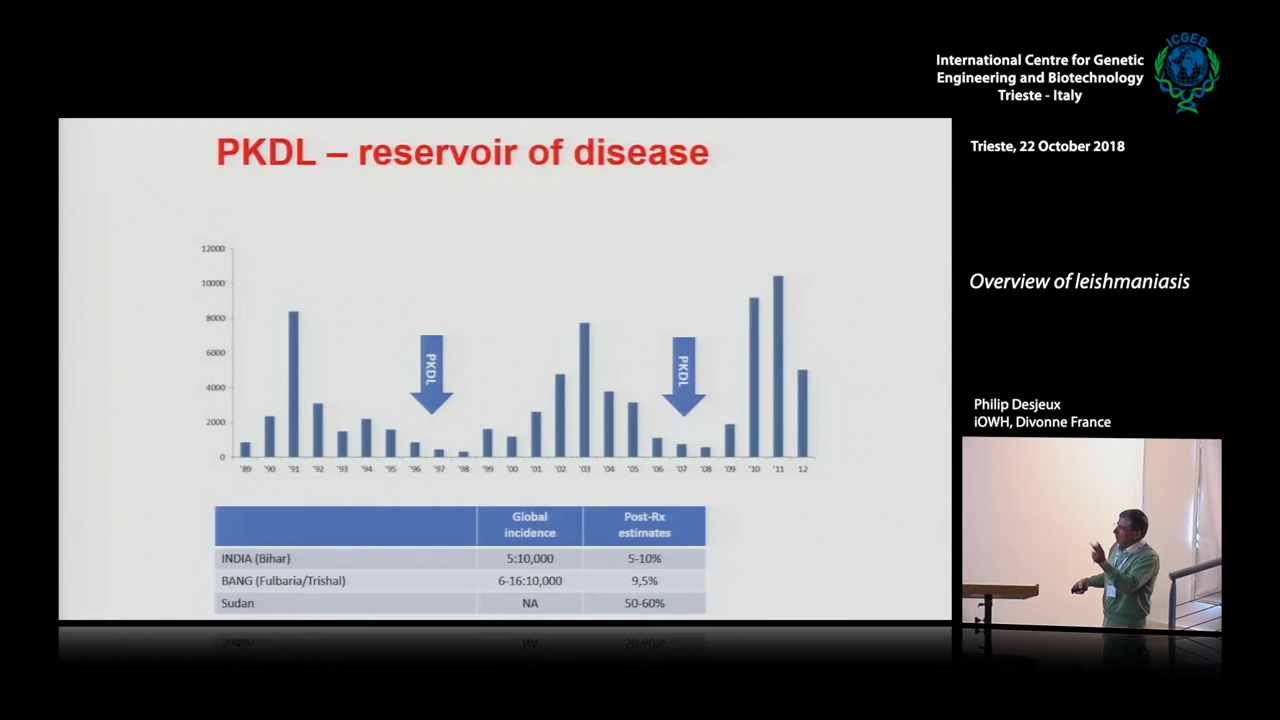 ICGEB
International Centre for Genetic
Engineering and Biotechnology
Trieste - Italy
Trieste, 22 October 2018
Overview of leishmaniasis
Philip Desjeux
iOWH, Divonne France
PKDL – reservoir of disease
12000
10000
8000
6000
4000
2000
0
PKDL
PKDL
'89 '90 '91 '92 '93 '94 '95 '96 '97 '98 '99 '00 '01 '02 '03 '04 '05 '06 '07 '08 '09 '10 '11 12
Global incidence Post-Rx estimates
INDIA (Bihar) 5:10,000 5-10%
BANG (Fulbaria/Trishal) 6-16:10,000 9,5%
Sudan NA 50-60%